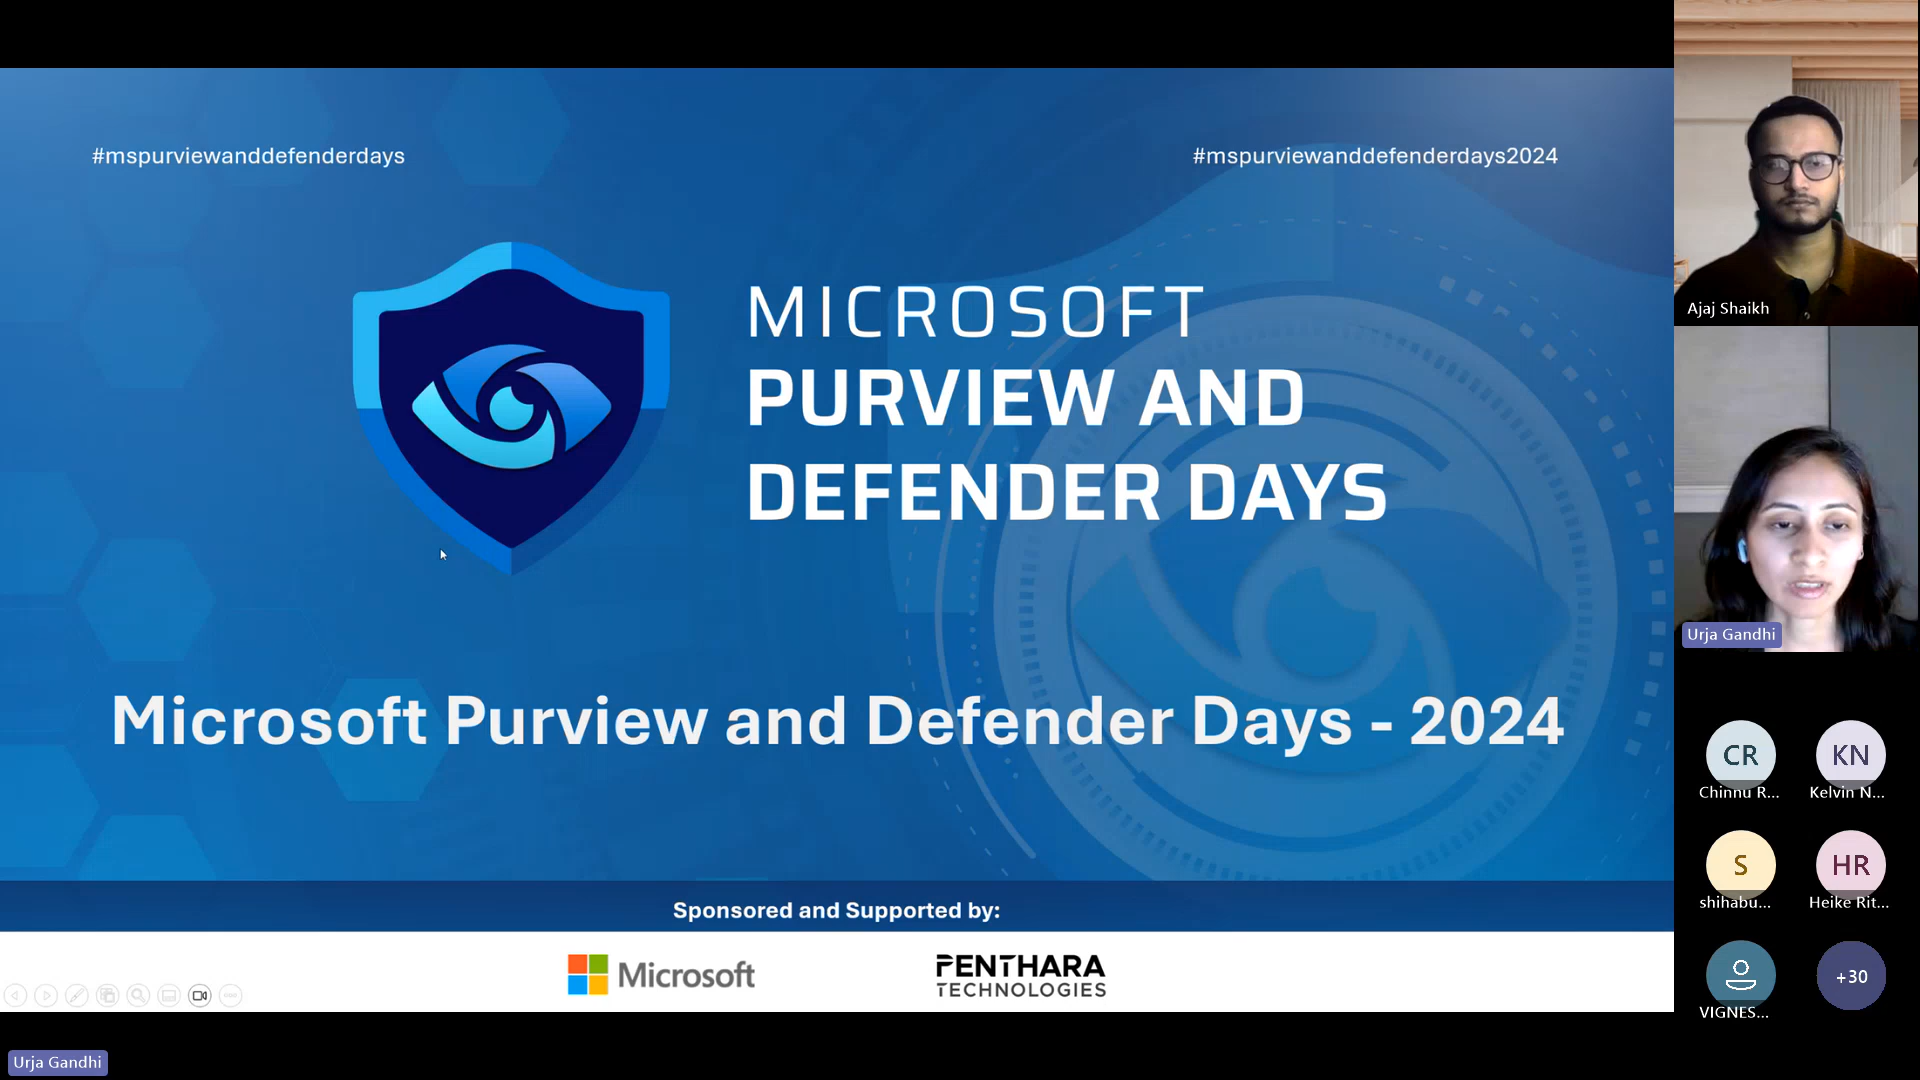 #mspurviewanddefenderdays
#mspurviewanddefenderdays2024
MICROSOFT
PURVIEW AND
DEFENDER DAYS
Microsoft Purview and Defender Days - 2024
Sponsored and Supported by:
Microsoft
PENTHARA
TECHNOLOGIES
Urja Gandhi
Ajaj Shaikh
Urja Gandhi
CR
KN
Chinnu R...
Kelvin N...
S
HR
shihabu...
Heike Rit...
+30
VIGNES...